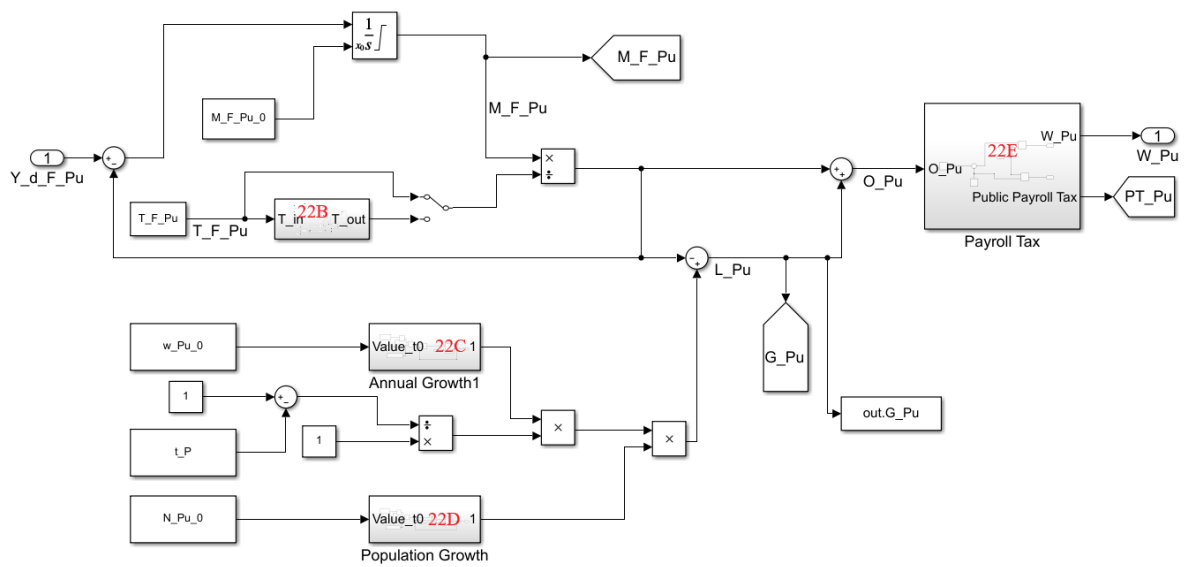 1
s
x₀
M_F_Pu
M_F_Pu_0
M_F_Pu
1
Y_d_F_Pu
+
−
×
÷
T_F_Pu
T_F_Pu
T_in
22B
T_out
+
+
O_Pu
O_Pu
22E
W_Pu
Public Payroll Tax
Payroll Tax
1
W_Pu
PT_Pu
−
+
L_Pu
G_Pu
out.G_Pu
w_Pu_0
Value_t0
22C
1
Annual Growth1
1
+
−
t_P
1
÷
×
×
×
N_Pu_0
Value_t0
22D
1
Population Growth